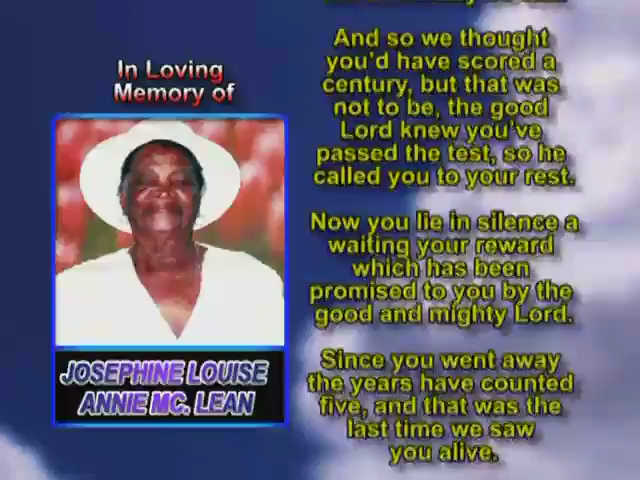 In Loving
Memory of
JOSEPHINE LOUISE
ANNIE MC. LEAN
And so we thought
you'd have scored a
century, but that was
not to be, the good
Lord knew you've
passed the test, so he
called you to your rest.
Now you lie in silence a
waiting your reward
which has been
promised to you by the
good and mighty Lord.
Since you went away
the years have counted
five, and that was the
last time we saw
you alive.